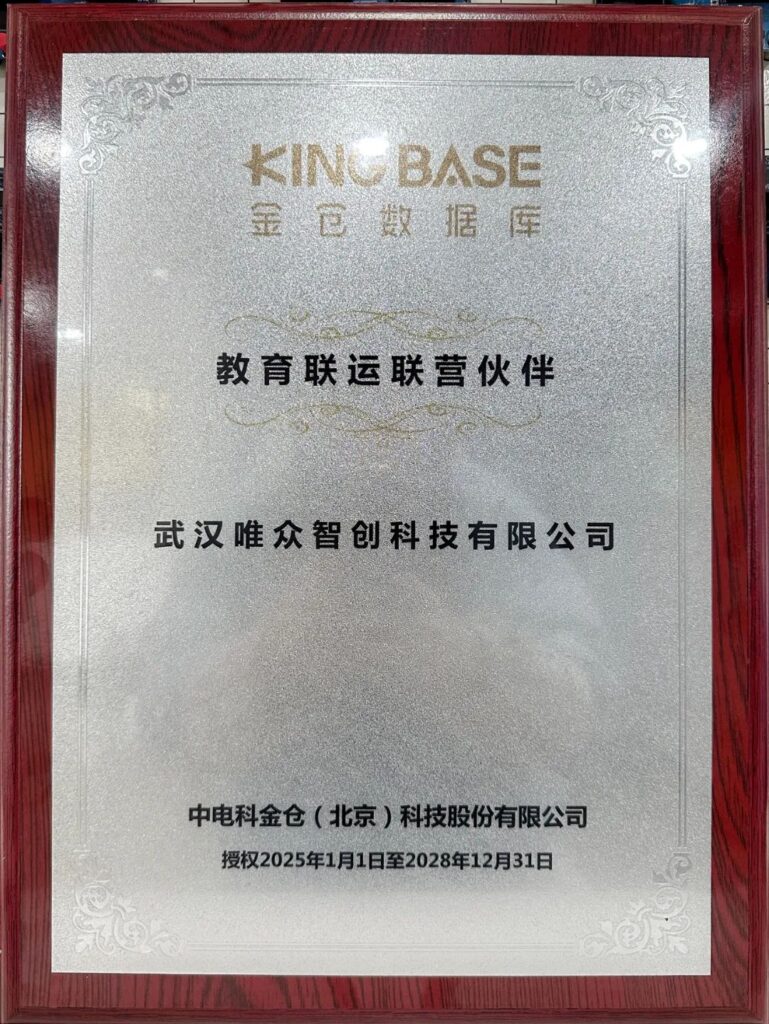 KINGBASE
金仓数据库
教育联运联营伙伴
武汉唯众智创科技有限公司
中电科金仓（北京）科技股份有限公司
授权2025年1月1日至2028年12月31日